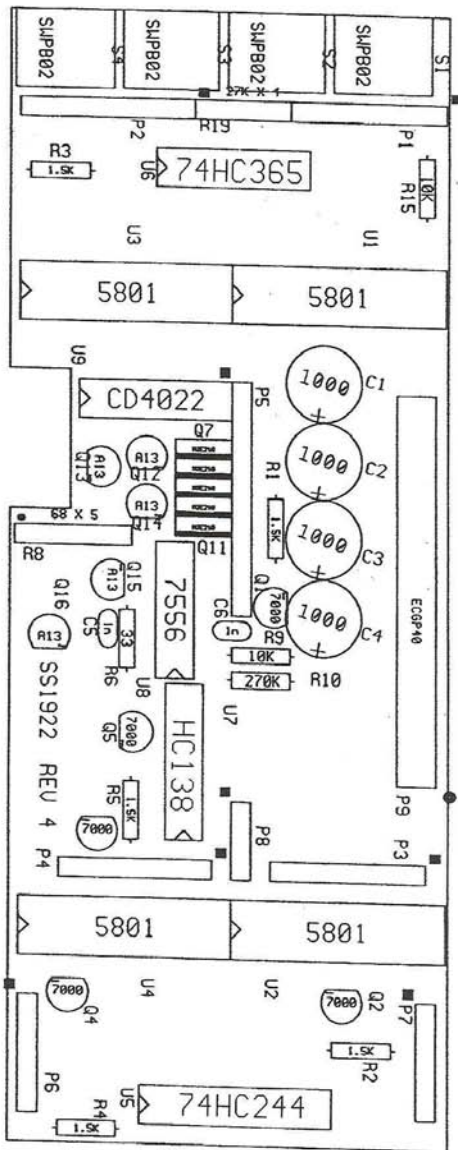 SWPB02
S4
SWPB02
S3
SWPB02
S2
SWPB02
S1
27K X 4
P2
R19
P1
R3
1.5K
U6
74HC365
10K
R15
U3
U1
5801
5801
U9
CD4022
P5
1000
C1
Q7
A13
Q13
A13
Q12
1000
C2
A13
Q14
R1
1.5K
1000
C3
68 X 5
Q11
R8
7556
Q15
A13
C6
1n
7000
1000
C4
ECGP40
Q16
A13
C5
1n
33
R6
R9
10K
270K
R10
U8
U7
SS1922 REV 4
7000
Q5
HC138
R5
1.5K
7000
P9
P8
P4
P3
5801
5801
7000
Q4
U4
U2
7000
Q2
P7
1.5K
R2
P6
U5
74HC244
R4
1.5K